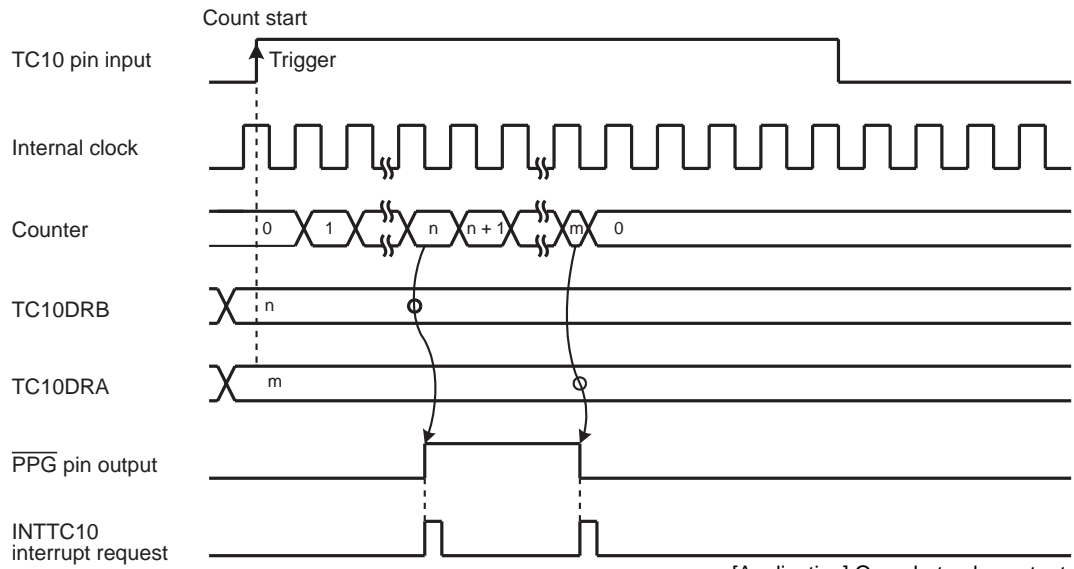 Count start
TC10 pin input
Trigger
Internal clock
Counter
0 1 n n + 1 m 0
TC10DRB
n
TC10DRA
m
PPG pin output
INTTC10
interrupt request